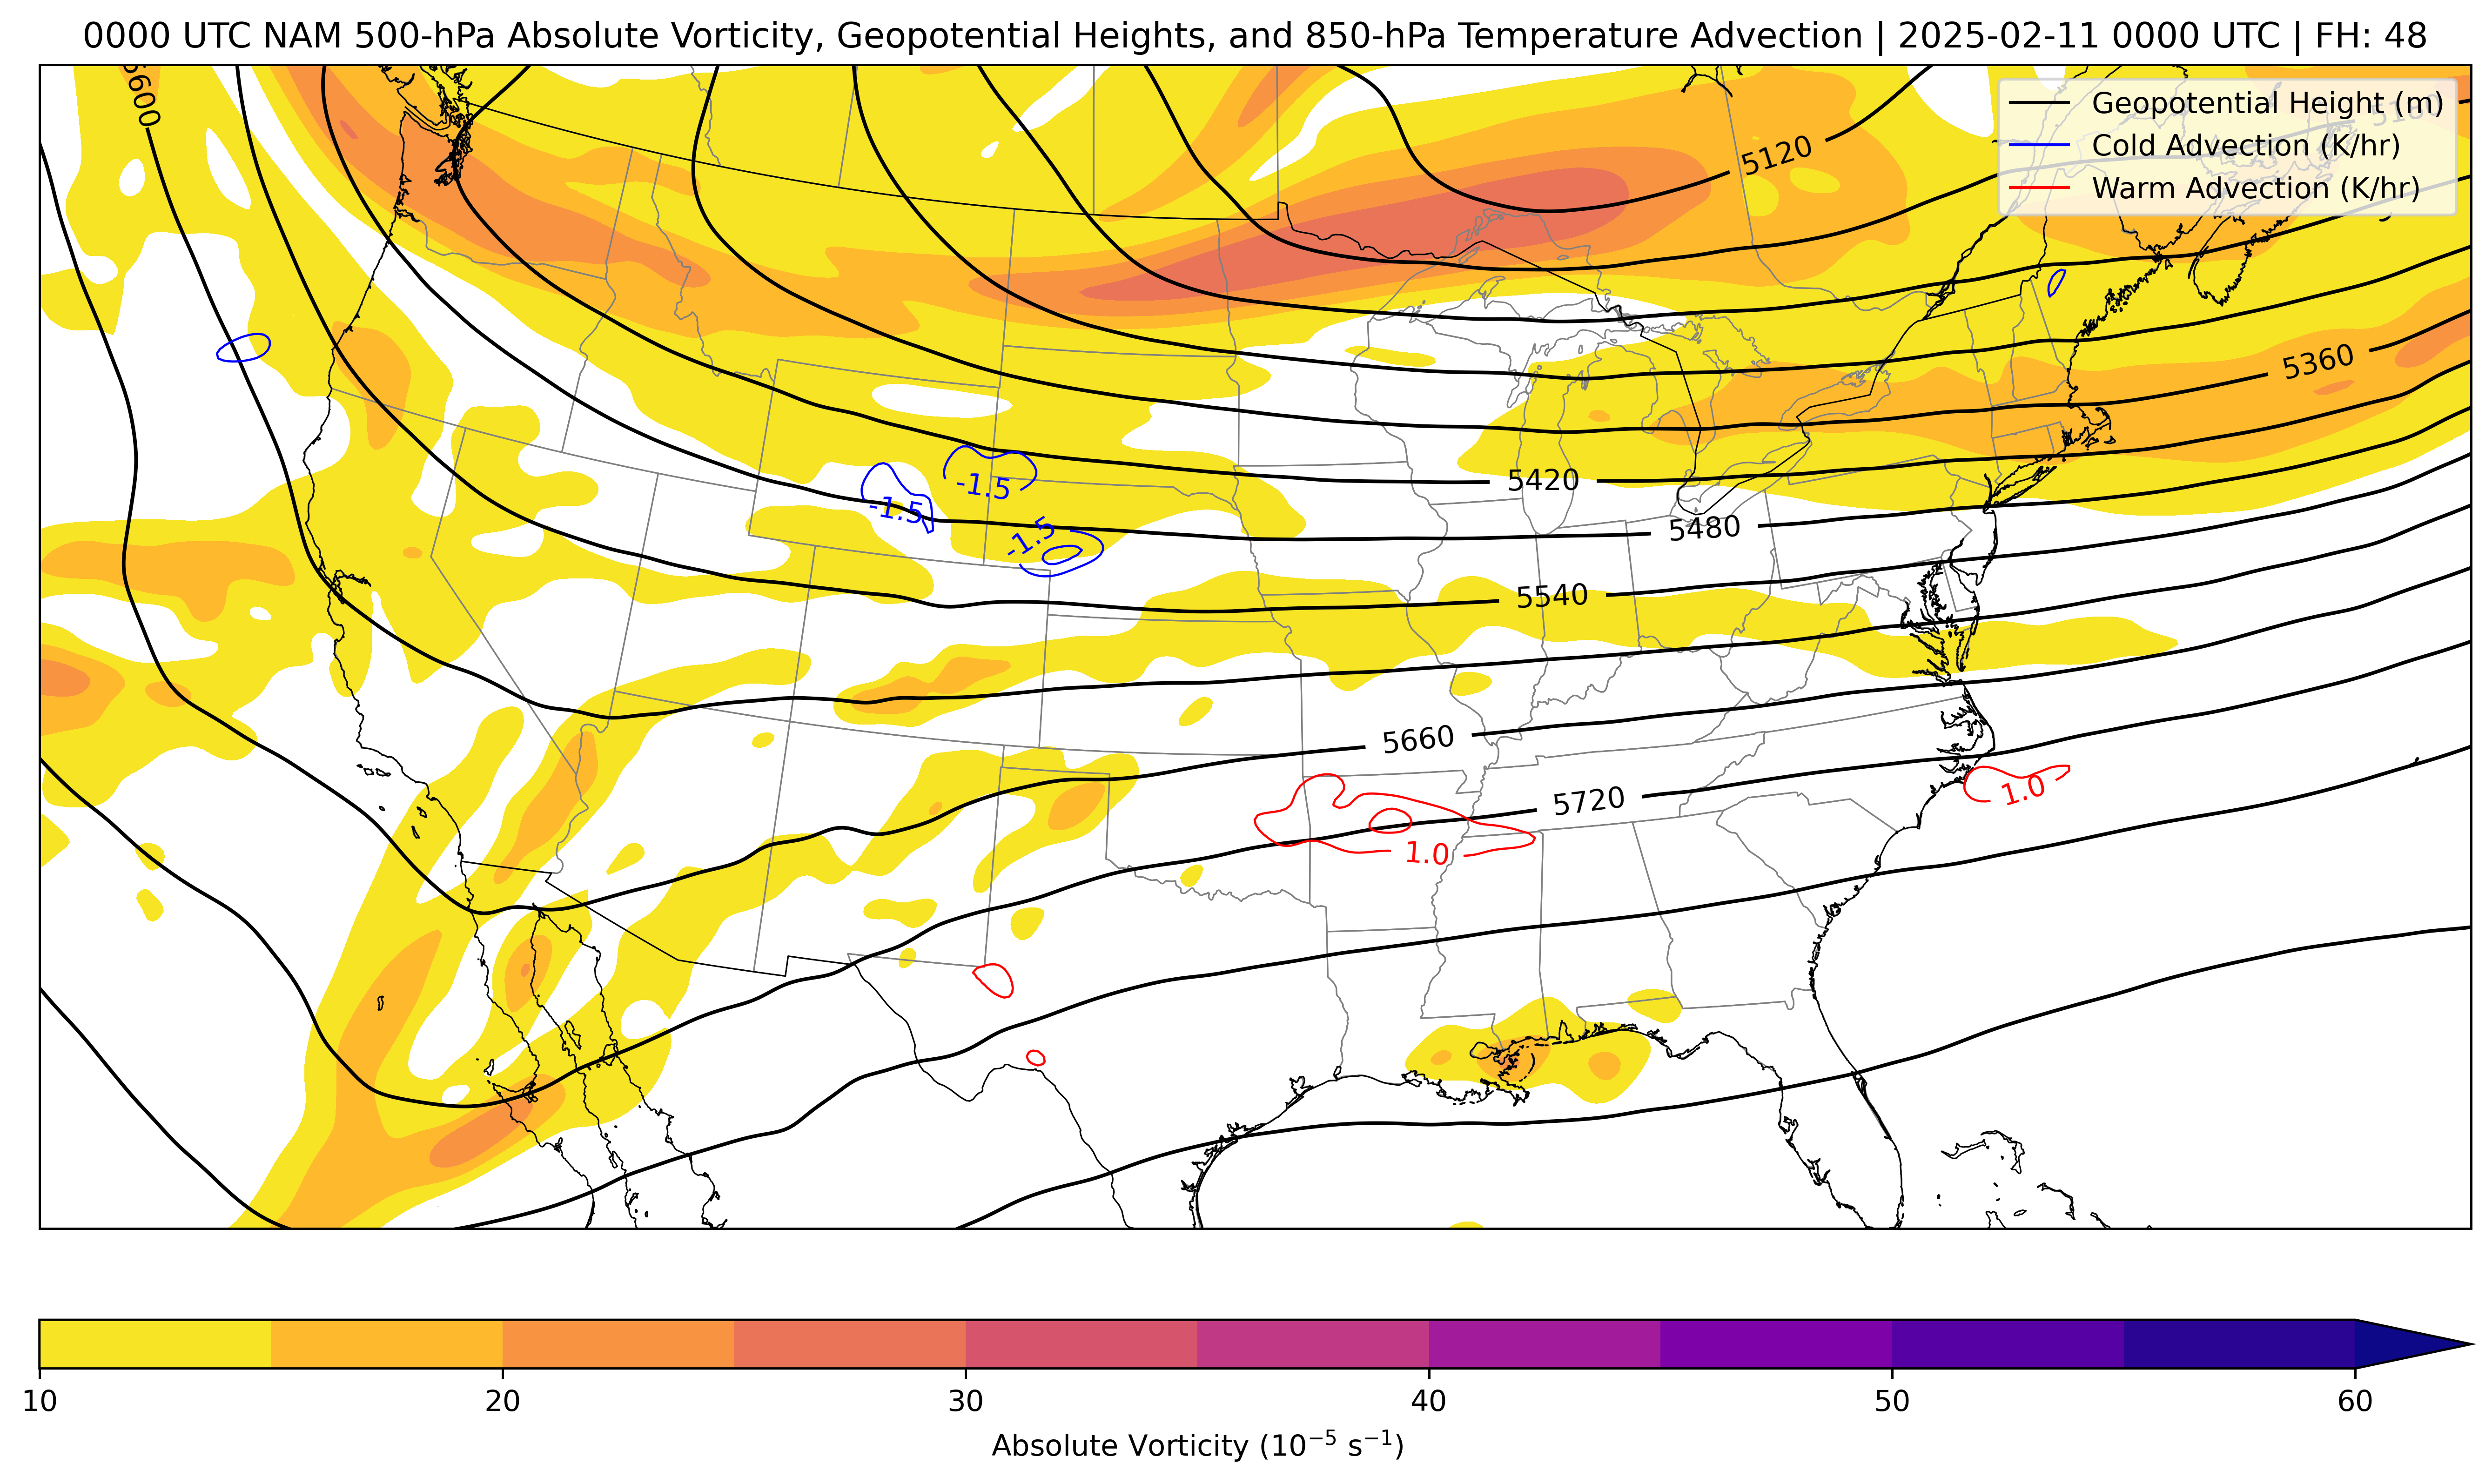 0000 UTC NAM 500-hPa Absolute Vorticity, Geopotential Heights, and 850-hPa Temperature Advection | 2025-02-11 0000 UTC | FH: 48
Geopotential Height (m)
Cold Advection (K/hr)
Warm Advection (K/hr)
5600
5120
5180
5360
5420
-1.5
-1.5
-1.5
5480
5540
5660
5720
1.0
1.0
10 20 30 40 50 60
Absolute Vorticity (10⁻⁵ s⁻¹)